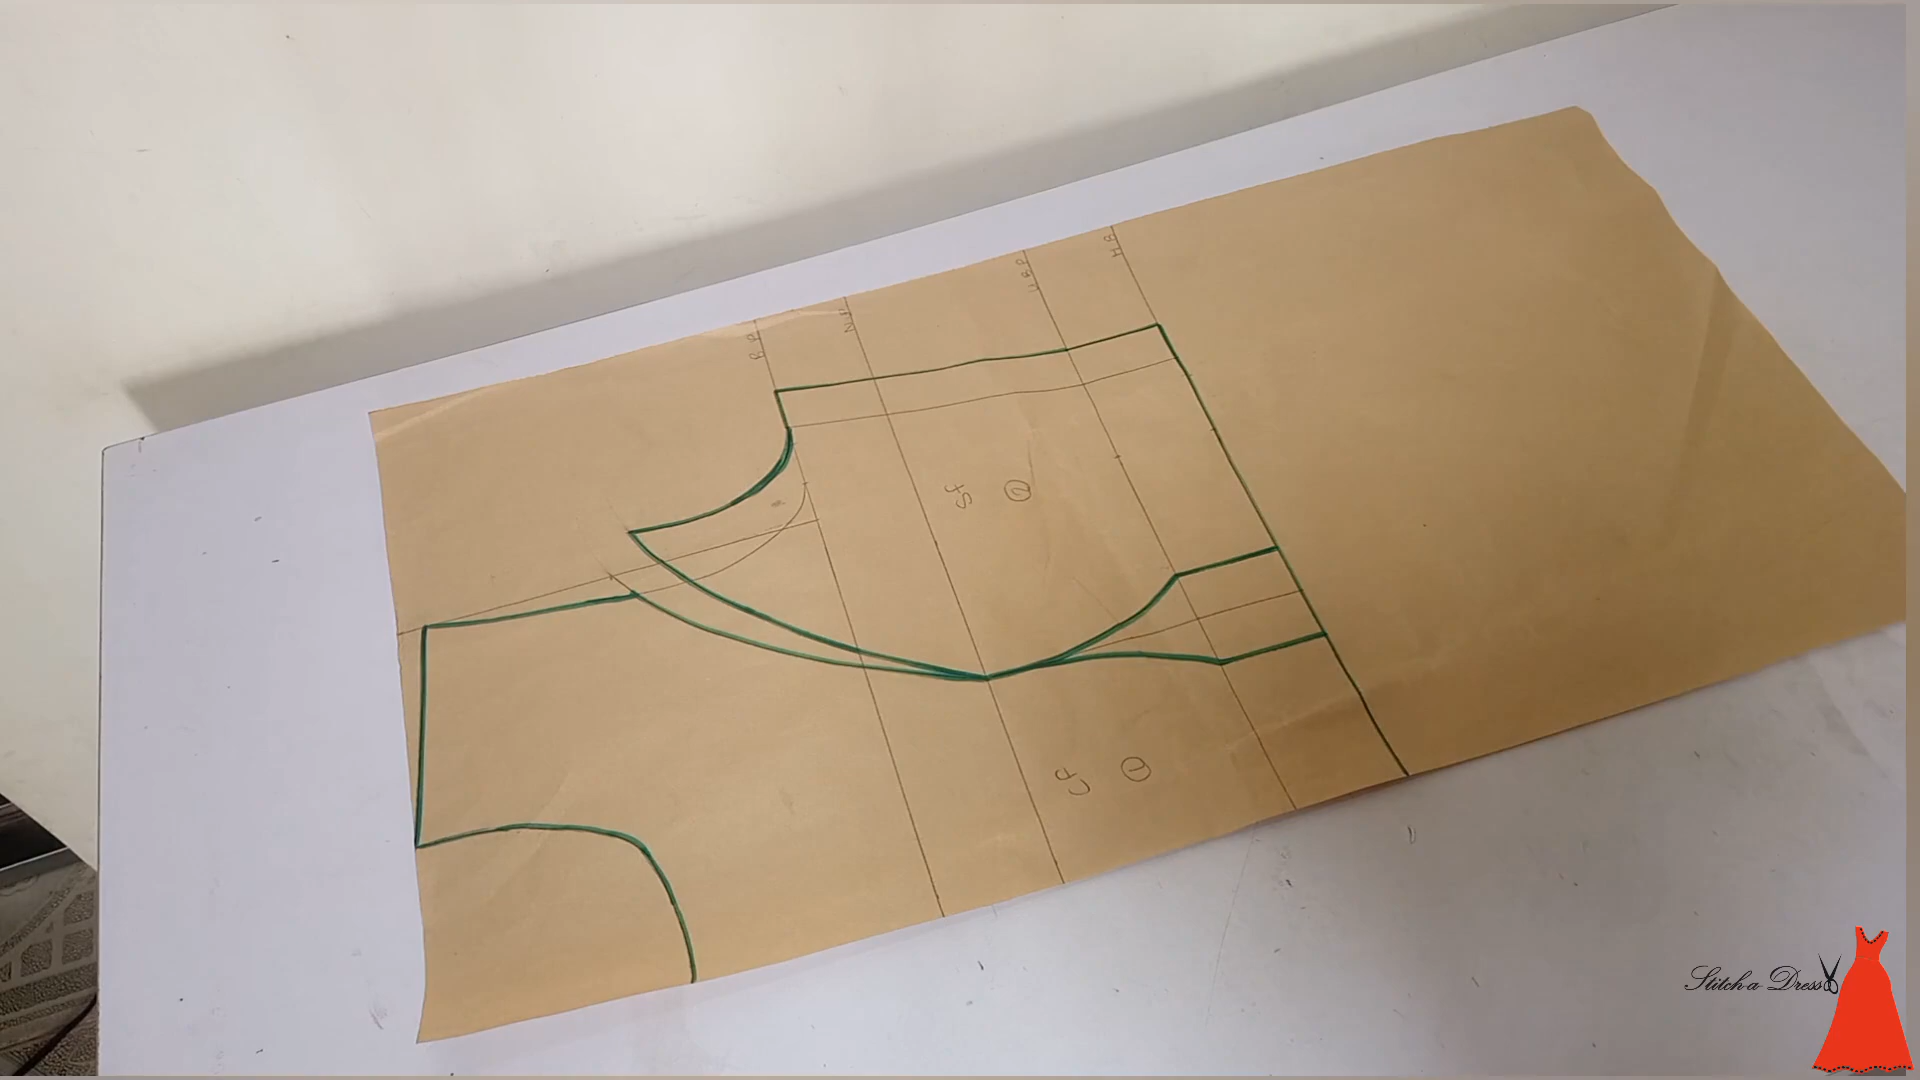 B P
N P
U B P
H B
Sf
2
Cf
1
Stitch a Dress